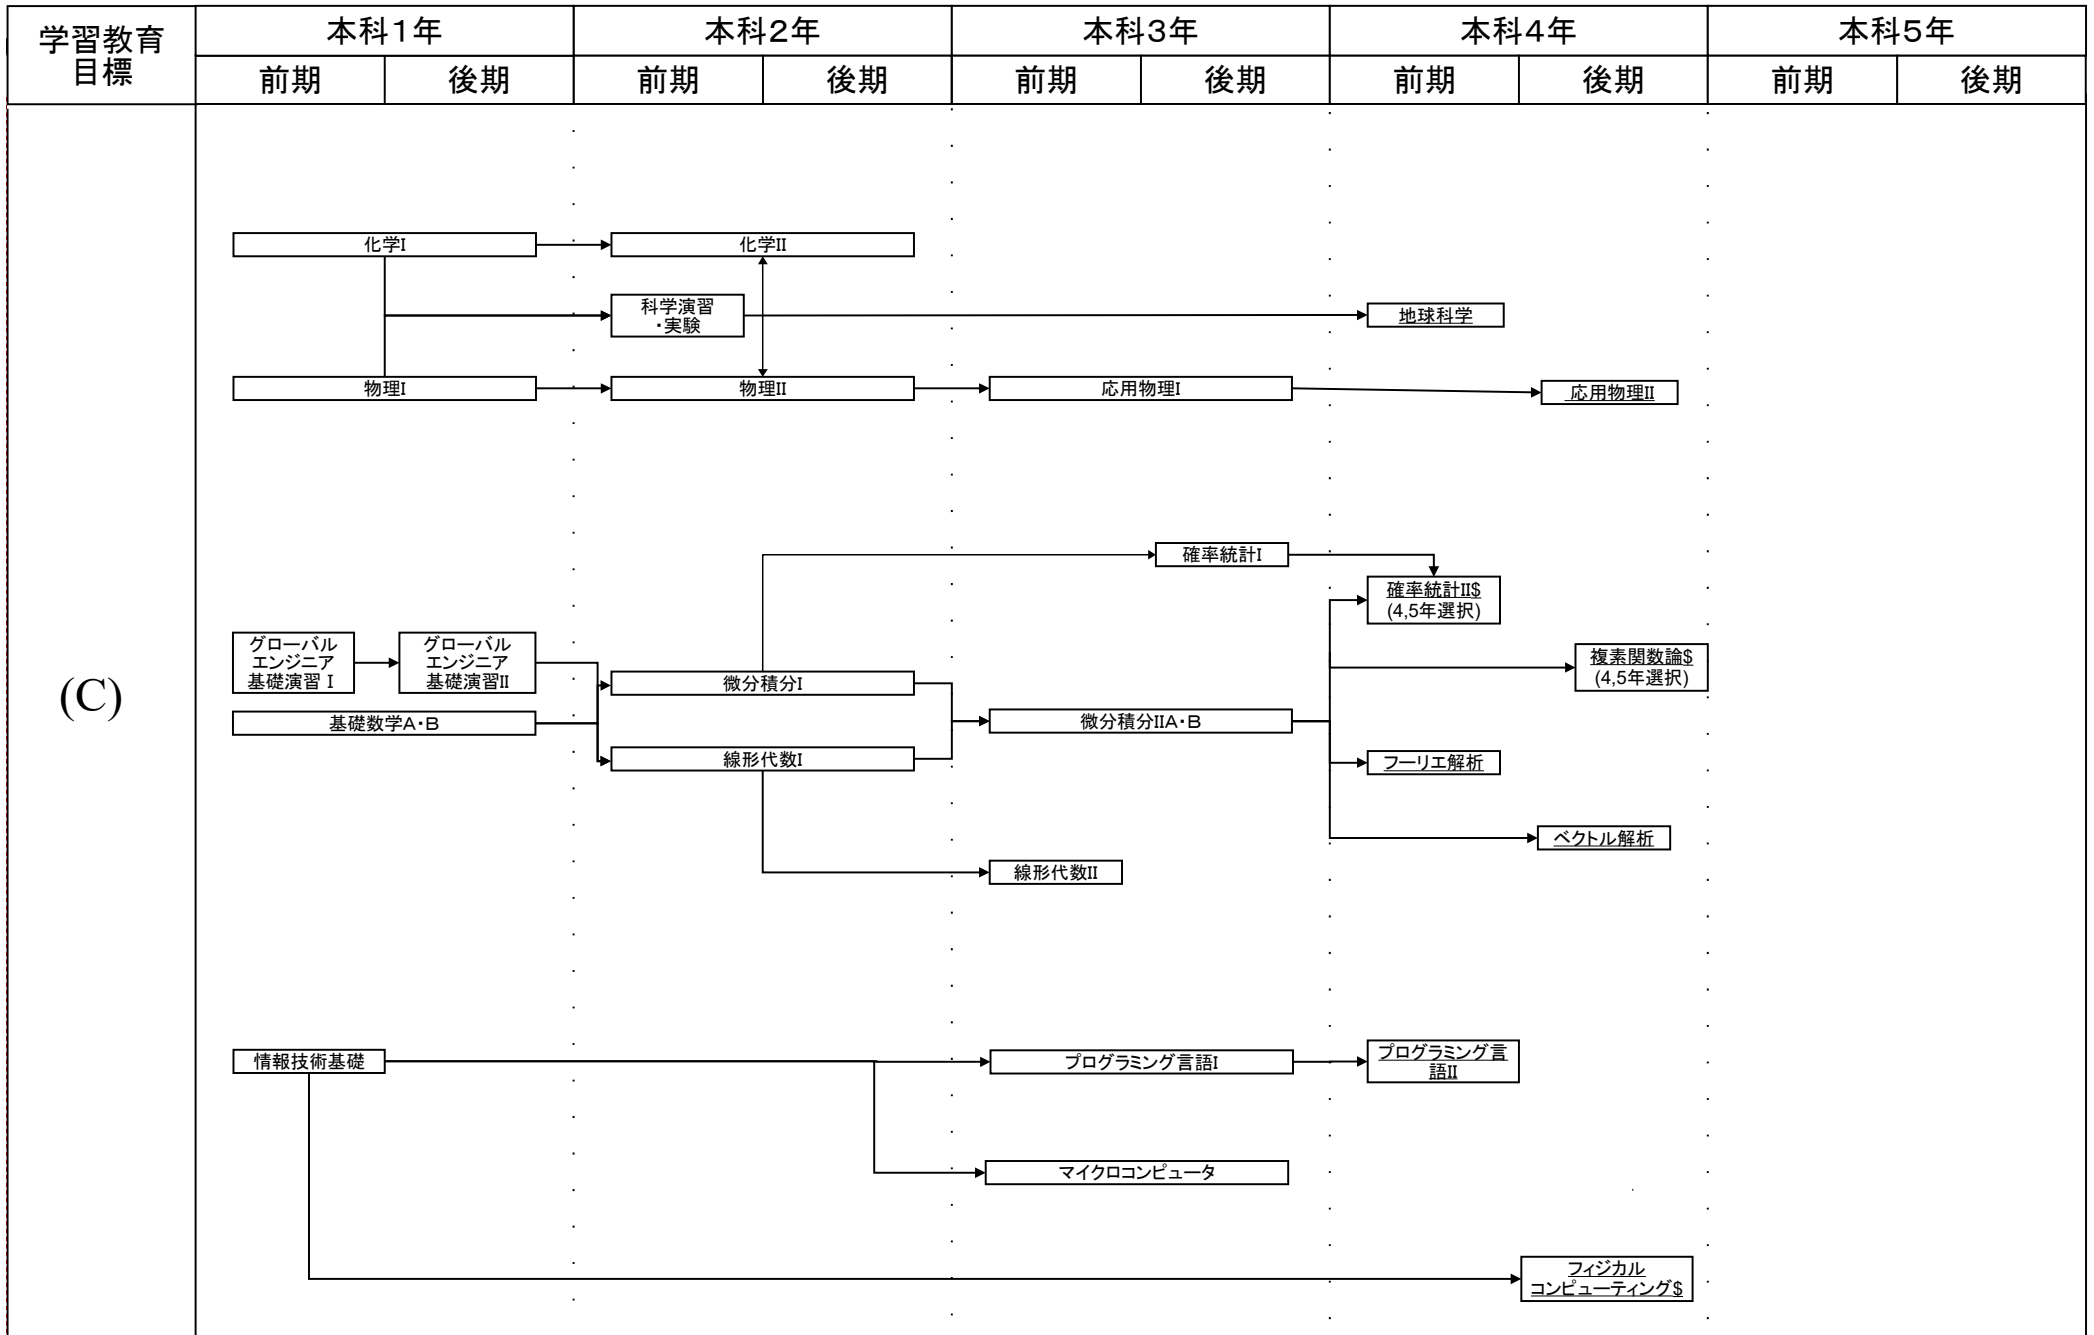 学習教育
目標
本科1年
本科2年
本科3年
本科4年
本科5年
前期
後期
前期
後期
前期
後期
前期
後期
前期
後期
(C)
化学I
化学II
科学演習
・実験
地球科学
物理I
物理II
応用物理I
応用物理II
確率統計I
確率統計II$
(4,5年選択)
グローバル
エンジニア
基礎演習 I
グローバル
エンジニア
基礎演習II
複素関数論$
(4,5年選択)
微分積分I
基礎数学A・B
微分積分IIA・B
線形代数I
フーリエ解析
ベクトル解析
線形代数II
情報技術基礎
プログラミング言語I
プログラミング言
語II
マイクロコンピュータ
フィジカル
コンピューティング$